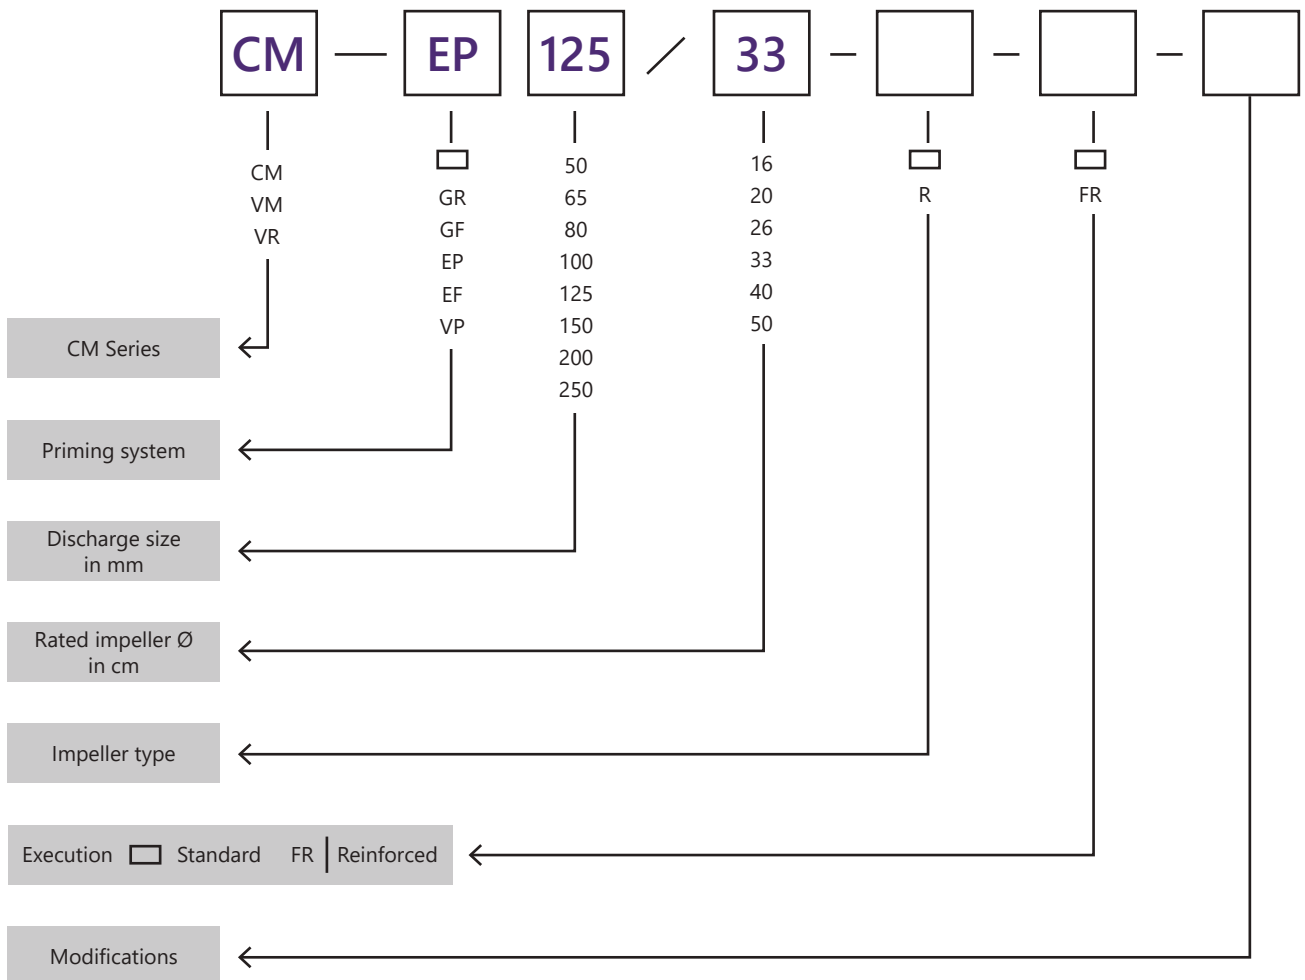 CM — EP 125 / 33 – – –
CM
VM
VR
GR
GF
EP
EF
VP
50
65
80
100
125
150
200
250
16
20
26
33
40
50
R
FR
CM Series
Priming system
Discharge size
in mm
Rated impeller Ø
in cm
Impeller type
Execution Standard FR | Reinforced
Modifications